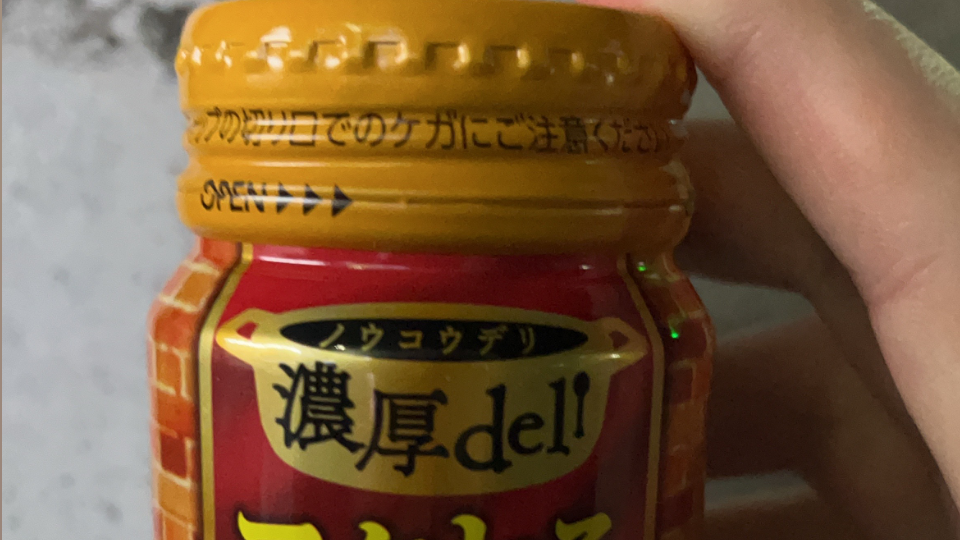 プの切り口でのケガにご注意ください
OPEN ▶▶▶
ノウコウデリ
濃厚deli